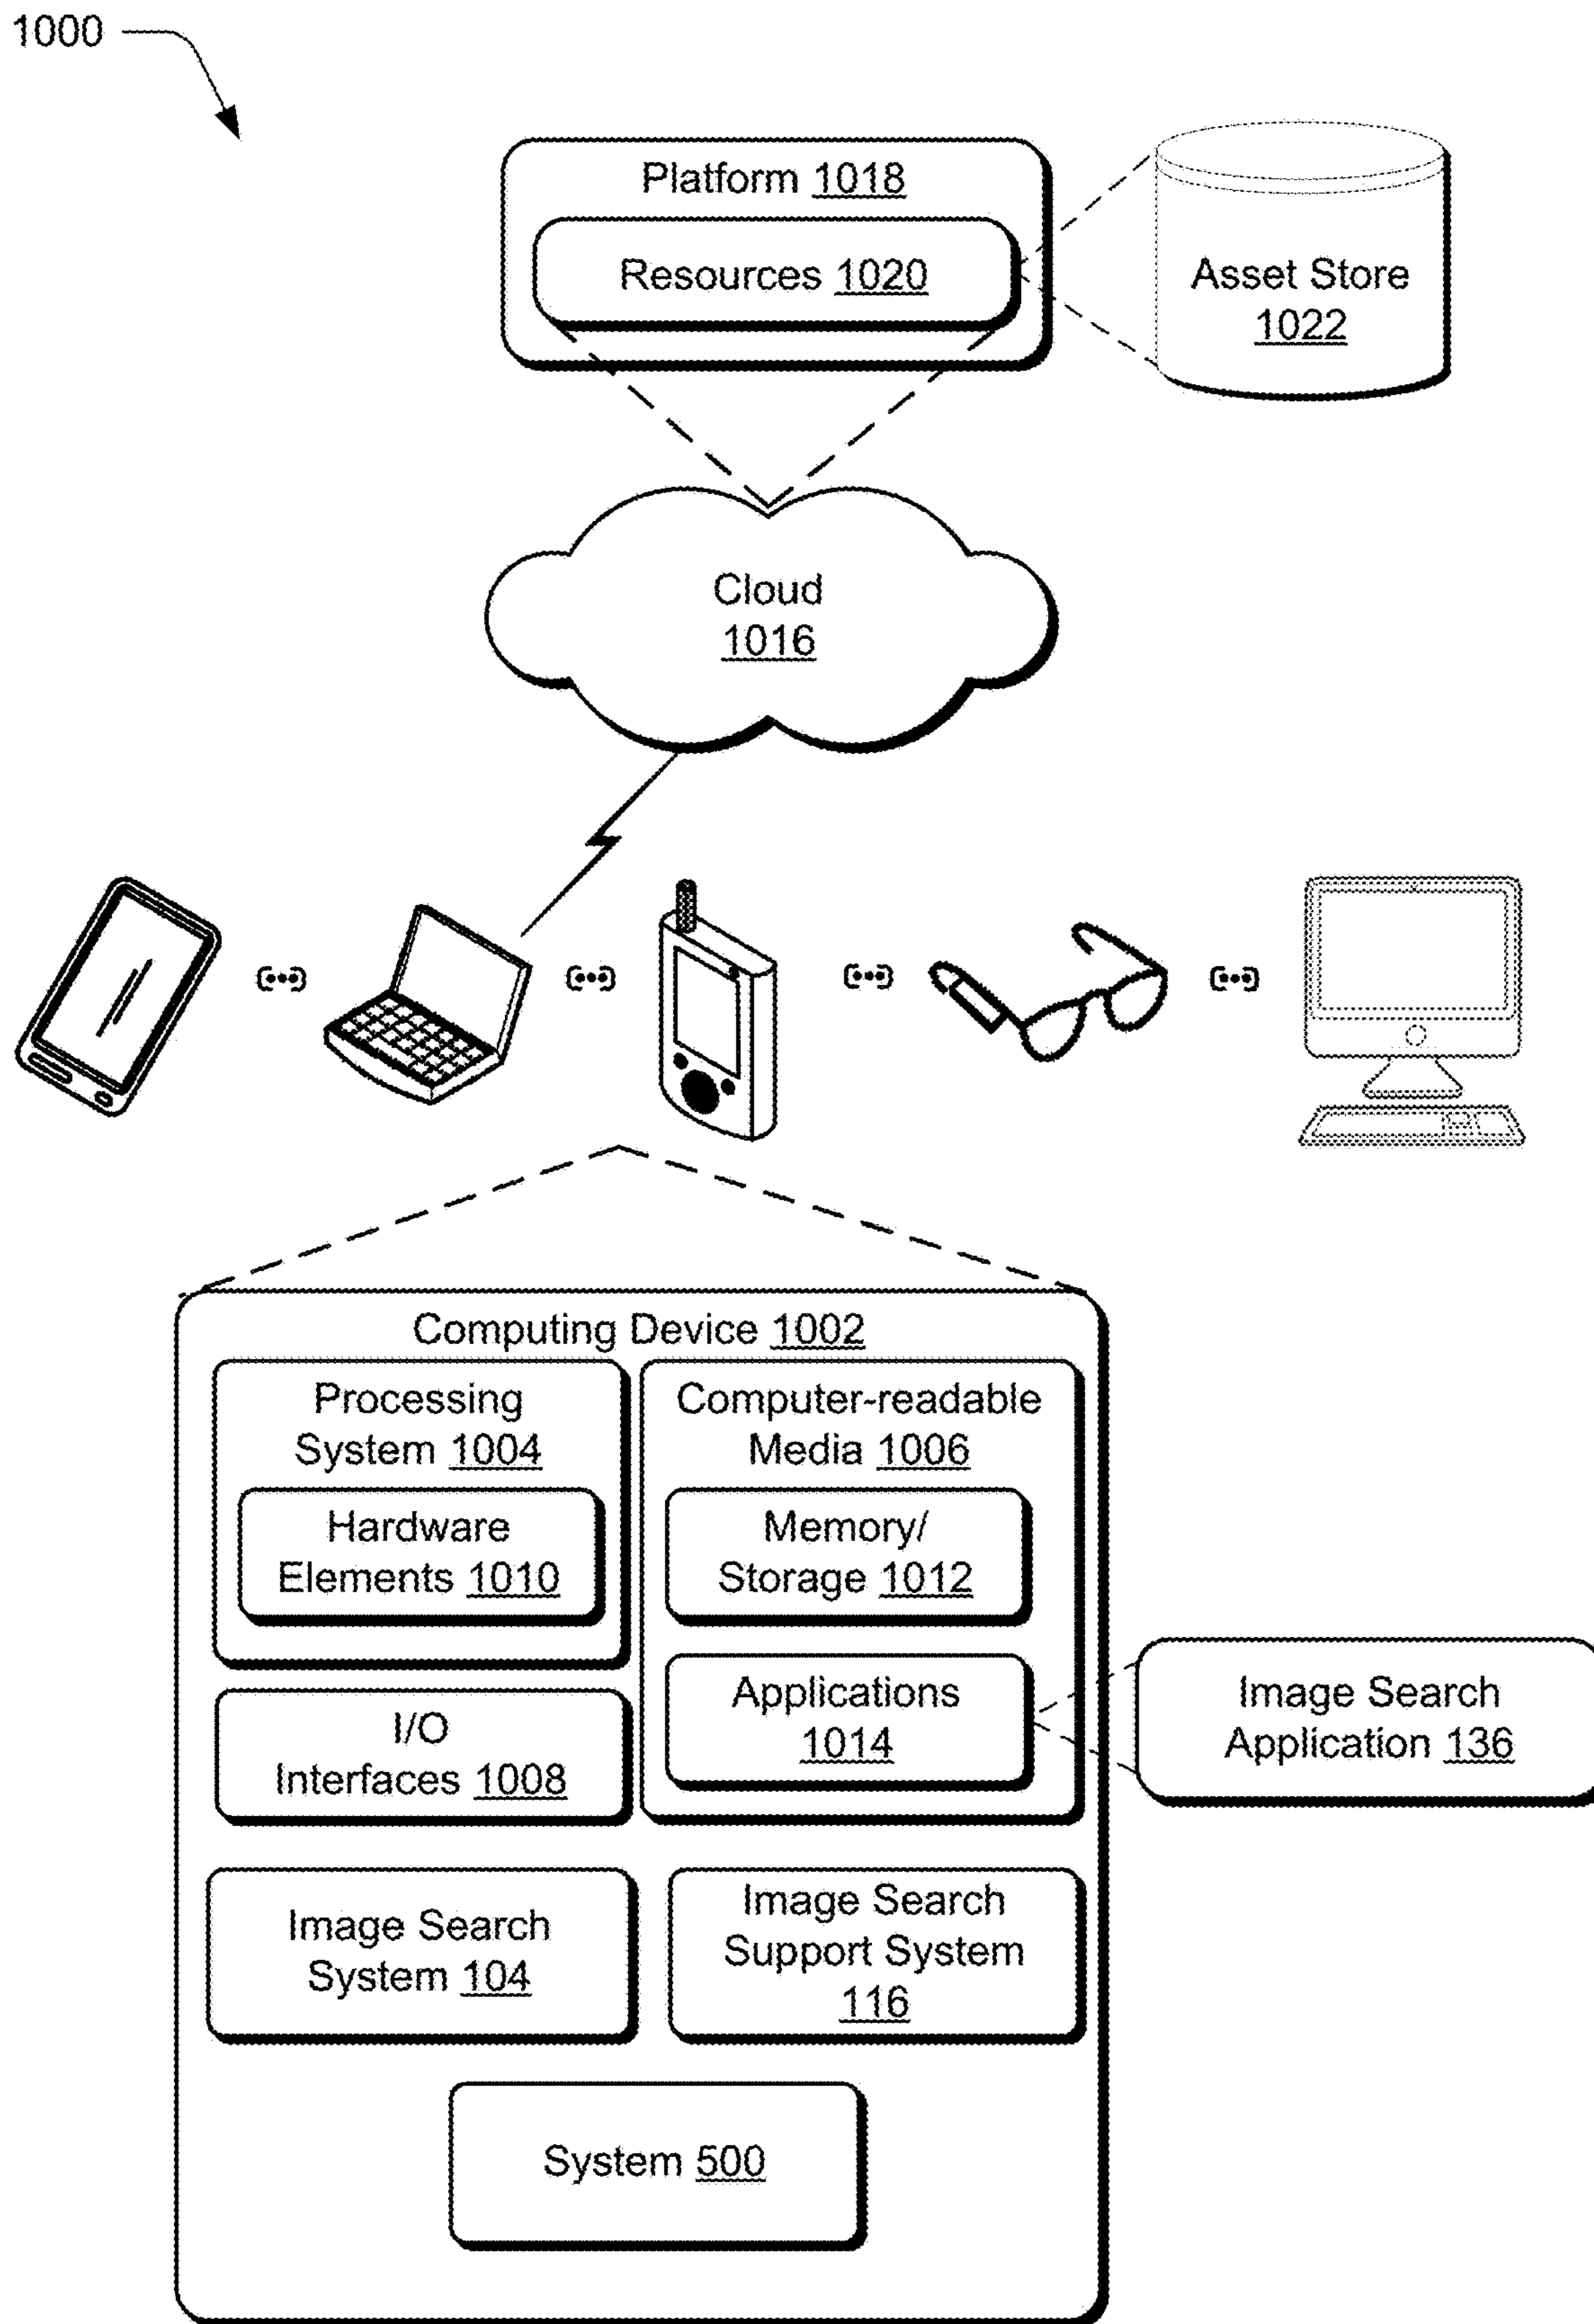 1000
Platform 1018
Resources 1020
Asset Store
1022
Cloud
1016
Computing Device 1002
Processing
System 1004
Hardware
Elements 1010
I/O
Interfaces 1008
Computer-readable
Media 1006
Memory/
Storage 1012
Applications
1014
Image Search
Application 136
Image Search
System 104
Image Search
Support System
116
System 500